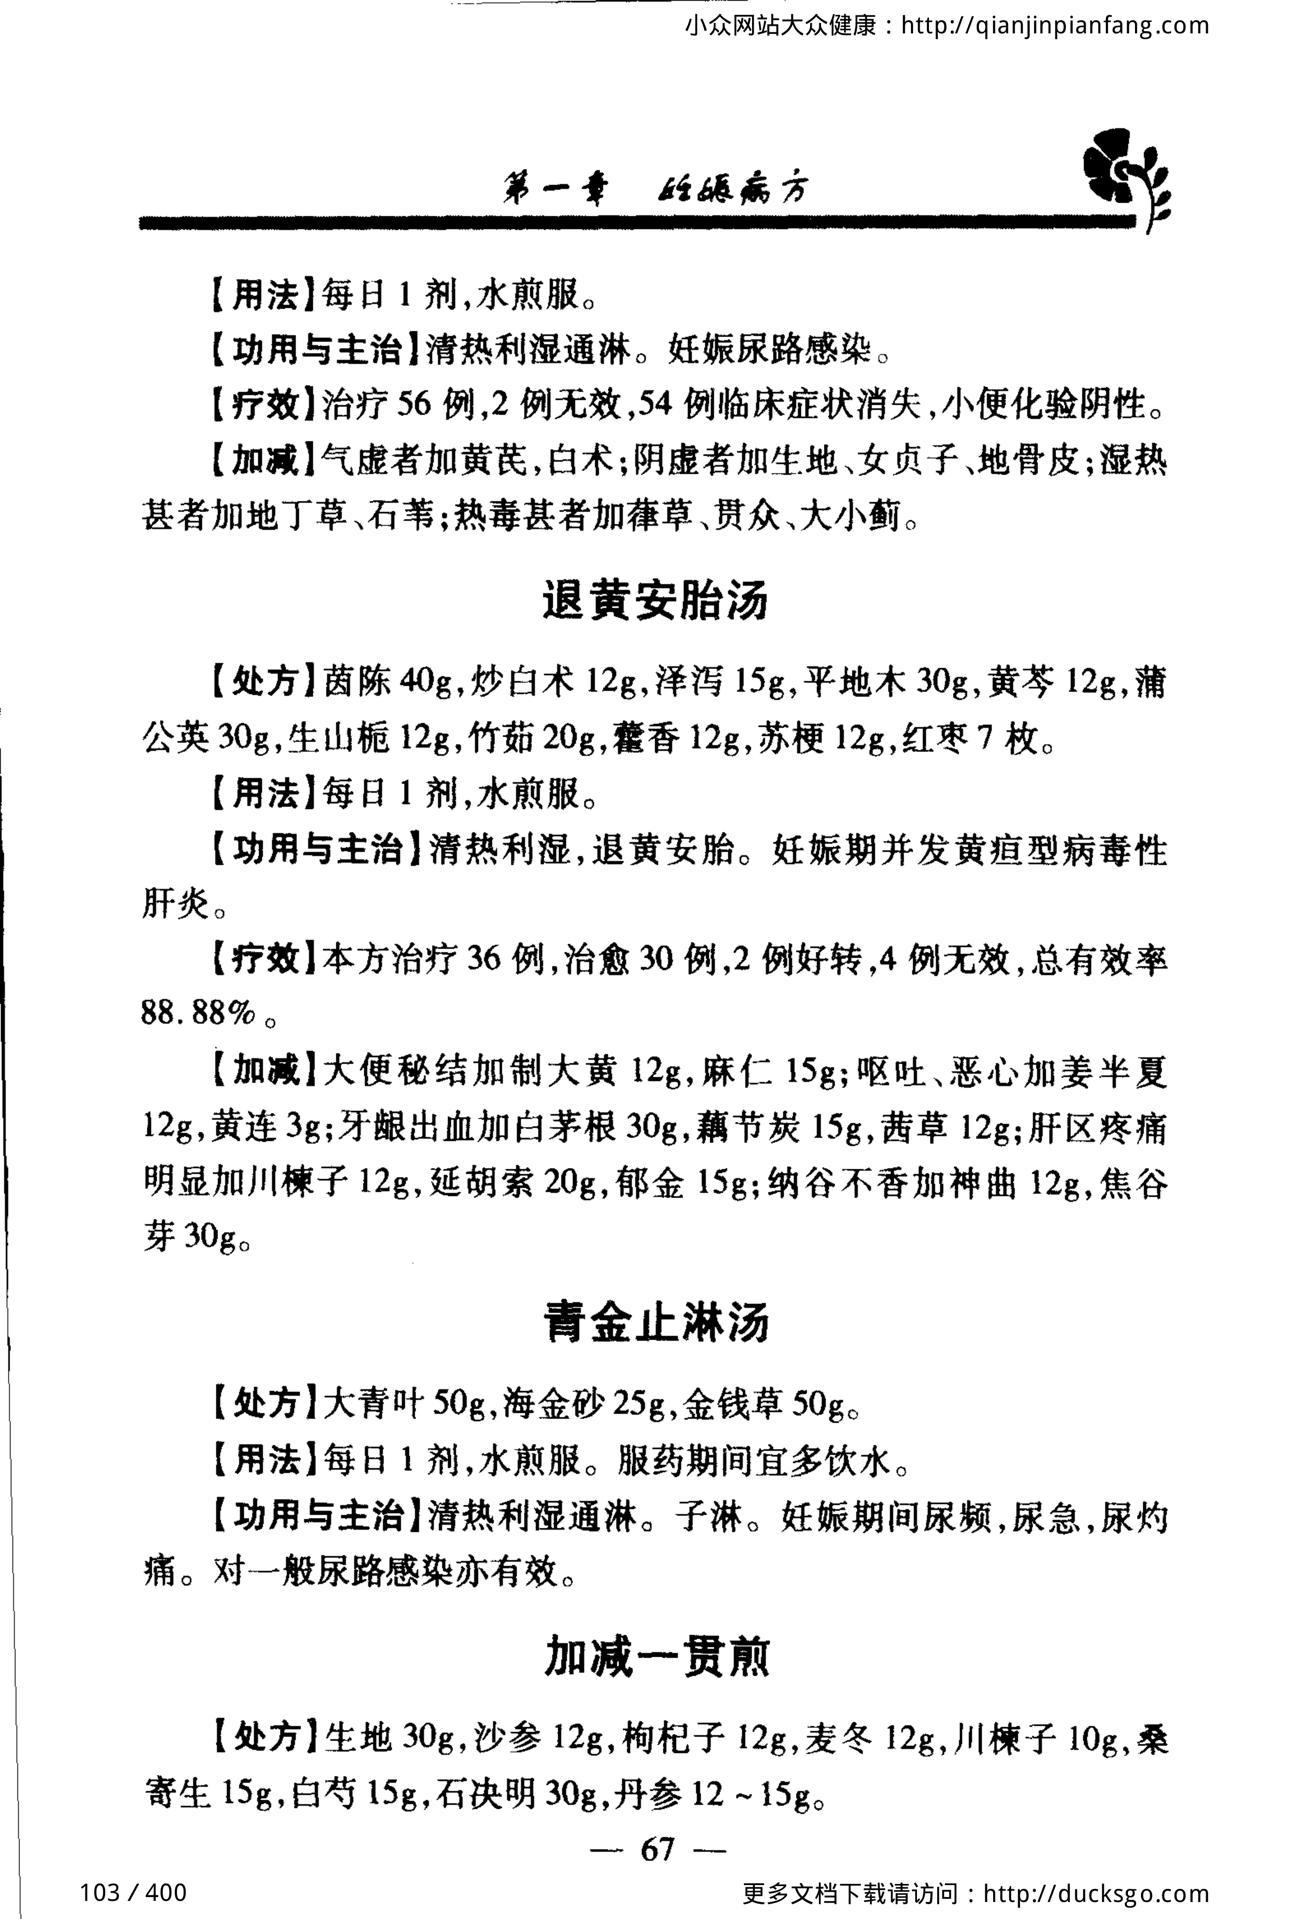 小众网站大众健康：http://qianjinpianfang.com
第一章 妊娠病方
【用法】每日 1 剂,水煎服。
【功用与主治】清热利湿通淋。妊娠尿路感染。
【疗效】治疗 56 例,2 例无效,54 例临床症状消失,小便化验阴性。
【加减】气虚者加黄芪,白术;阴虚者加生地、女贞子、地骨皮;湿热
甚者加地丁草、石苇;热毒甚者加葎草、贯众、大小蓟。
退黄安胎汤
【处方】茵陈 40g,炒白术 12g,泽泻 15g,平地木 30g,黄芩 12g,蒲
公英 30g,生山栀 12g,竹茹 20g,藿香 12g,苏梗 12g,红枣 7 枚。
【用法】每日 1 剂,水煎服。
【功用与主治】清热利湿,退黄安胎。妊娠期并发黄疸型病毒性
肝炎。
【疗效】本方治疗 36 例,治愈 30 例,2 例好转,4 例无效,总有效率
88.88%。
【加减】大便秘结加制大黄 12g,麻仁 15g;呕吐、恶心加姜半夏
12g,黄连 3g;牙龈出血加白茅根 30g,藕节炭 15g,茜草 12g;肝区疼痛
明显加川楝子 12g,延胡索 20g,郁金 15g;纳谷不香加神曲 12g,焦谷
芽 30g。
青金止淋汤
【处方】大青叶 50g,海金砂 25g,金钱草 50g。
【用法】每日 1 剂,水煎服。服药期间宜多饮水。
【功用与主治】清热利湿通淋。子淋。妊娠期间尿频,尿急,尿灼
痛。对一般尿路感染亦有效。
加减一贯煎
【处方】生地 30g,沙参 12g,枸杞子 12g,麦冬 12g,川楝子 10g,桑
寄生 15g,白芍 15g,石决明 30g,丹参 12 ~ 15g。
— 67 —
103 / 400
更多文档下载请访问：http://ducksgo.com